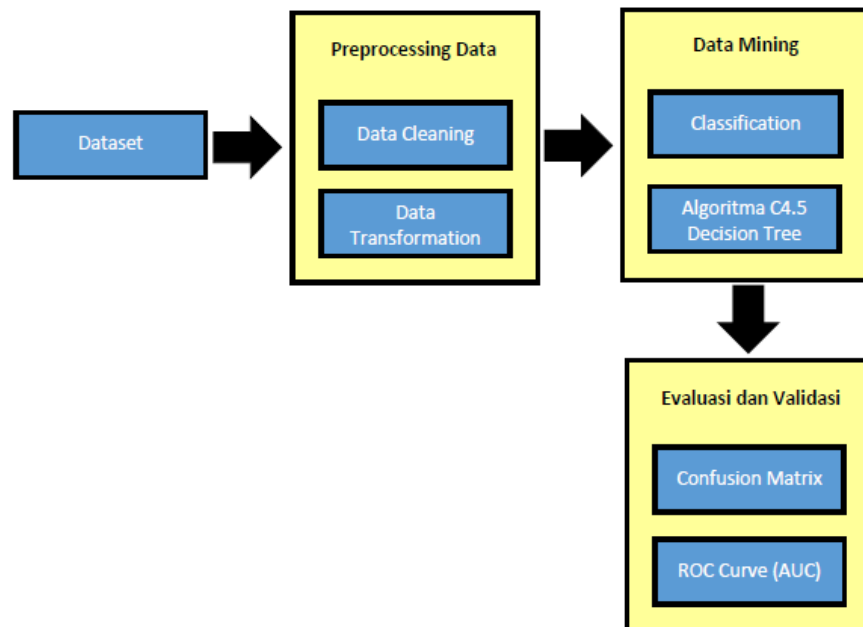 Dataset
Preprocessing Data
Data Cleaning
Data
Transformation
Data Mining
Classification
Algoritma C4.5
Decision Tree
Evaluasi dan Validasi
Confusion Matrix
ROC Curve (AUC)